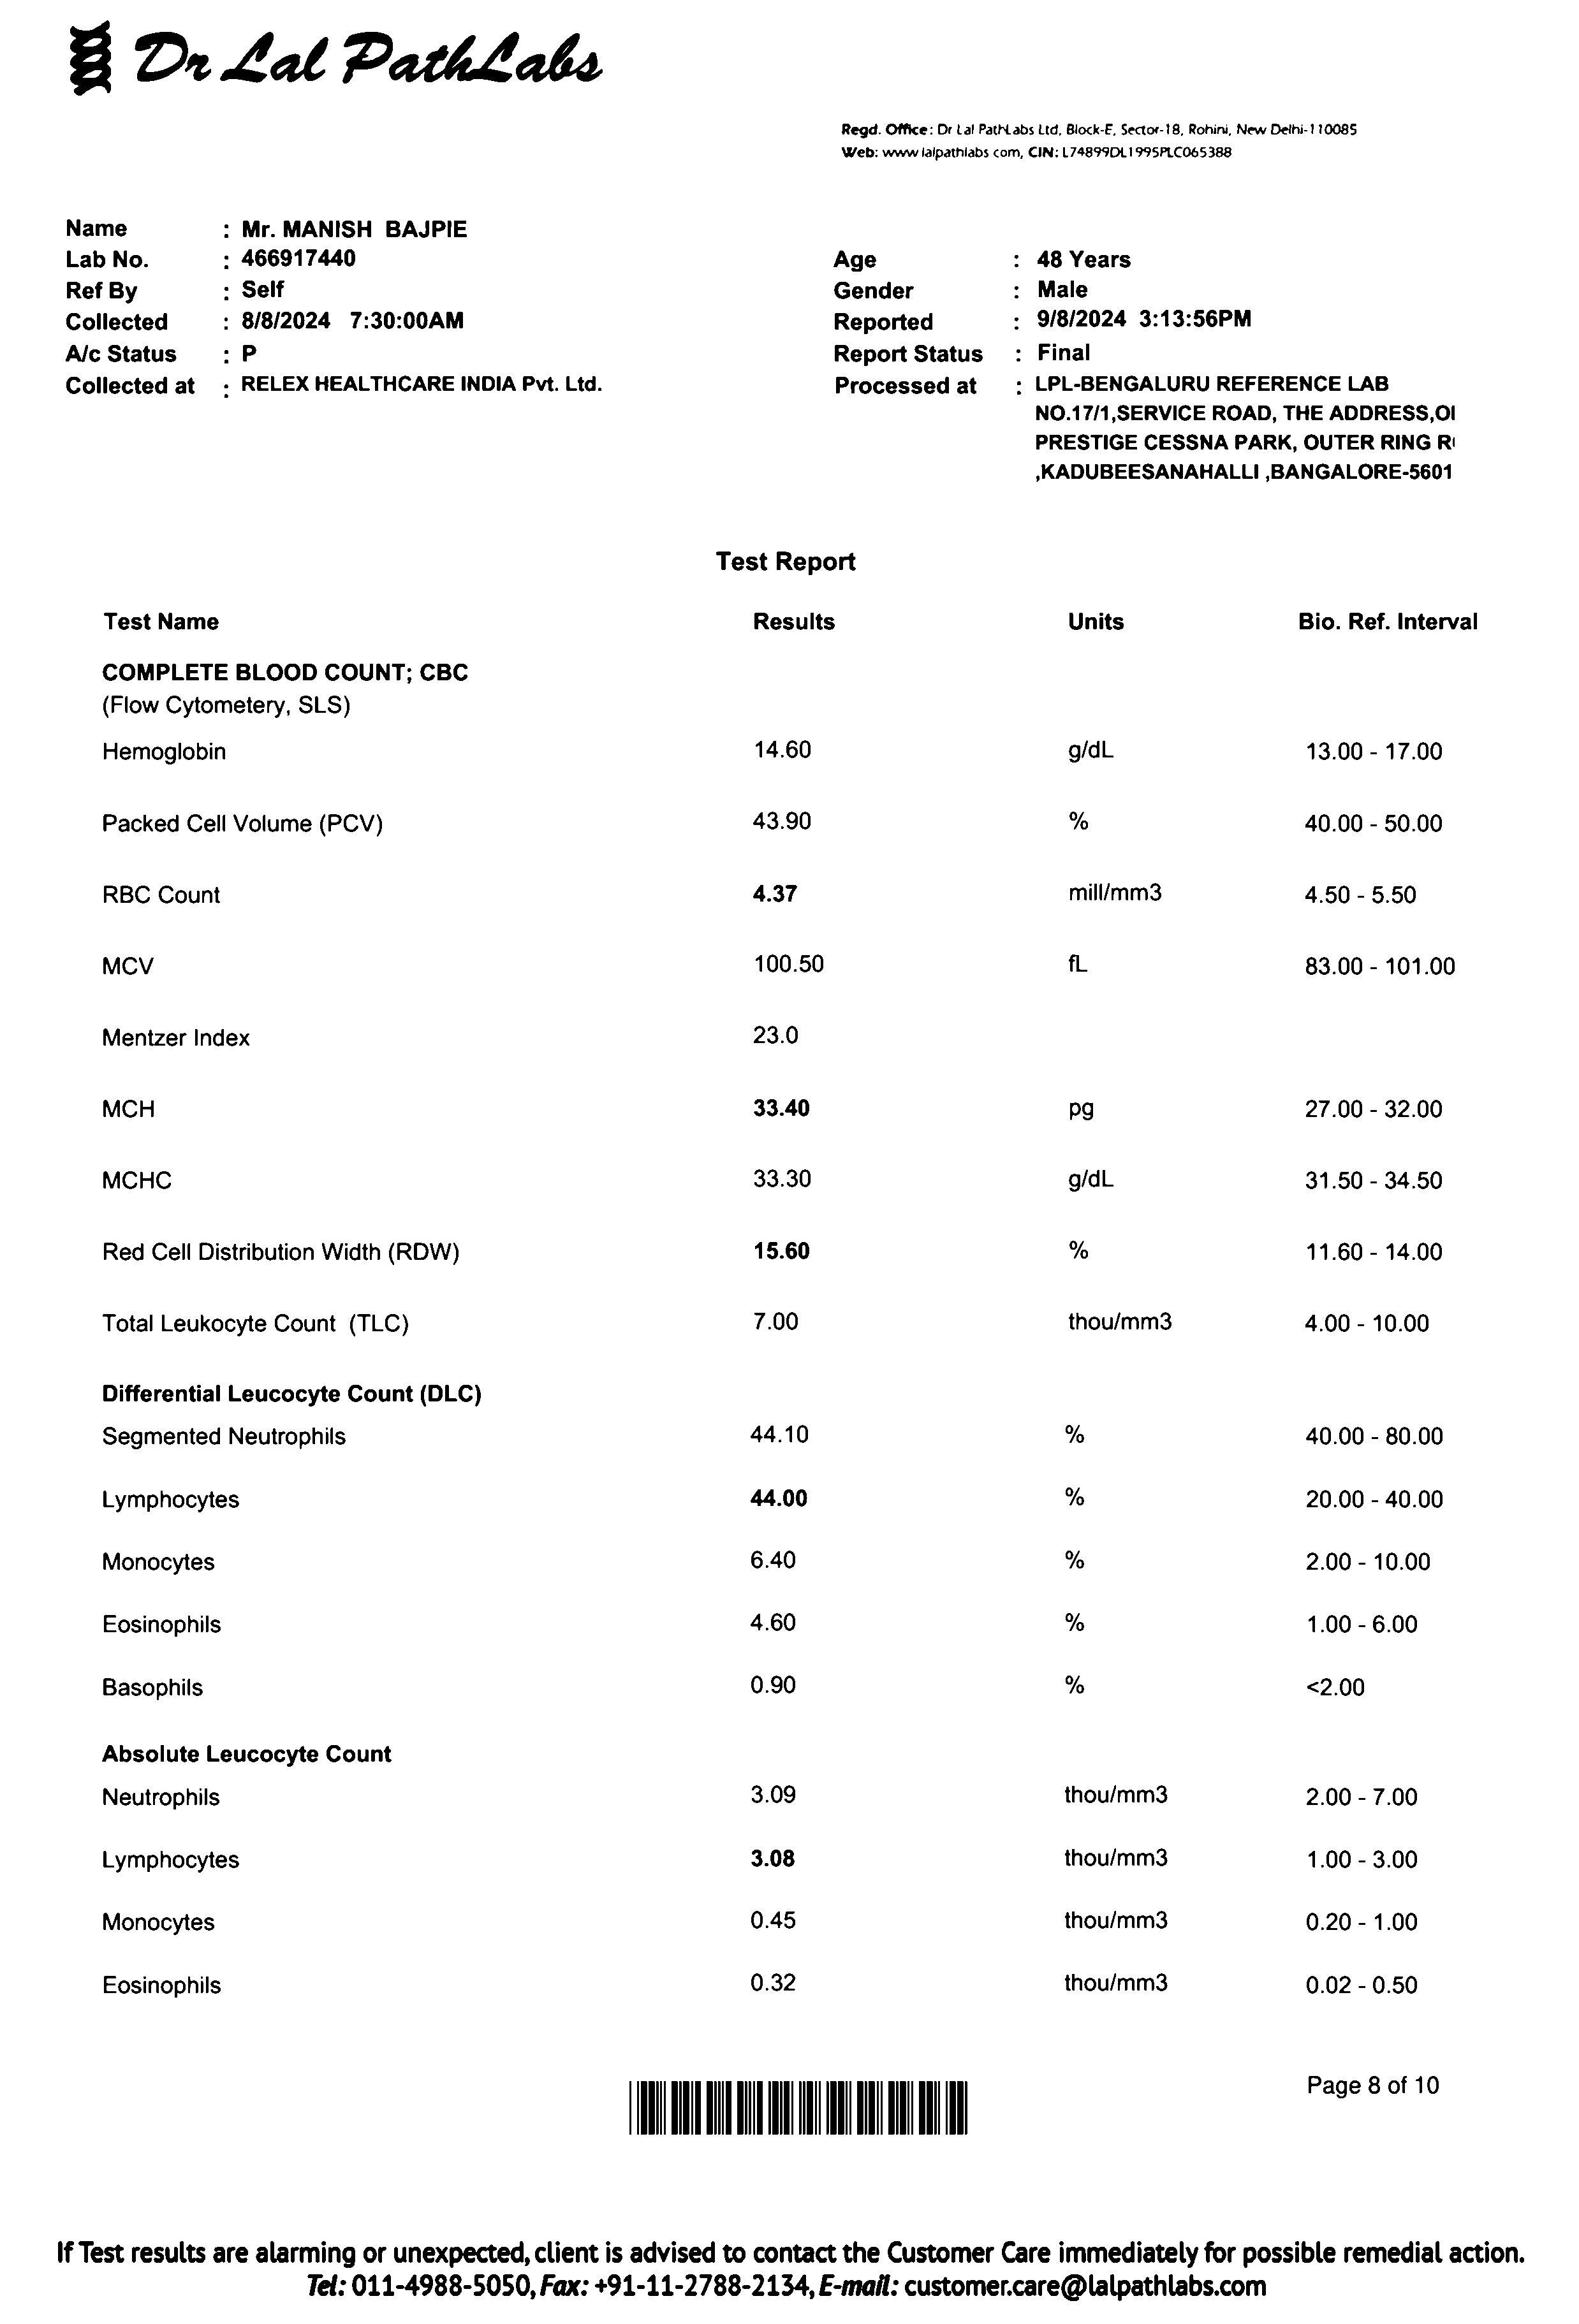 Dr Lal PathLabs
Regd. Office: Dr Lal PathLabs Ltd, Block-E, Sector-18, Rohini, New Delhi-110085
Web: www lalpathlabs com, CIN: L74899DL1995PLC065388
Name : Mr. MANISH BAJPIE
Lab No. : 466917440 Age : 48 Years
Ref By : Self Gender : Male
Collected : 8/8/2024 7:30:00AM Reported : 9/8/2024 3:13:56PM
A/c Status : P Report Status : Final
Collected at : RELEX HEALTHCARE INDIA Pvt. Ltd. Processed at : LPL-BENGALURU REFERENCE LAB
NO.17/1,SERVICE ROAD, THE ADDRESS,
PRESTIGE CESSNA PARK, OUTER RING
,KADUBEESANAHALLI ,BANGALORE-5601
Test Report
Test Name Results Units Bio. Ref. Interval
COMPLETE BLOOD COUNT; CBC
(Flow Cytometery, SLS)
Hemoglobin 14.60 g/dL 13.00 - 17.00
Packed Cell Volume (PCV) 43.90 % 40.00 - 50.00
RBC Count 4.37 mill/mm3 4.50 - 5.50
MCV 100.50 fL 83.00 - 101.00
Mentzer Index 23.0
MCH 33.40 pg 27.00 - 32.00
MCHC 33.30 g/dL 31.50 - 34.50
Red Cell Distribution Width (RDW) 15.60 % 11.60 - 14.00
Total Leukocyte Count (TLC) 7.00 thou/mm3 4.00 - 10.00
Differential Leucocyte Count (DLC)
Segmented Neutrophils 44.10 % 40.00 - 80.00
Lymphocytes 44.00 % 20.00 - 40.00
Monocytes 6.40 % 2.00 - 10.00
Eosinophils 4.60 % 1.00 - 6.00
Basophils 0.90 % <2.00
Absolute Leucocyte Count
Neutrophils 3.09 thou/mm3 2.00 - 7.00
Lymphocytes 3.08 thou/mm3 1.00 - 3.00
Monocytes 0.45 thou/mm3 0.20 - 1.00
Eosinophils 0.32 thou/mm3 0.02 - 0.50
Page 8 of 10
If Test results are alarming or unexpected, client is advised to contact the Customer Care immediately for possible remedial action.
Tel: 011-4988-5050, Fax: +91-11-2788-2134, E-mail: customer.care@lalpathlabs.com